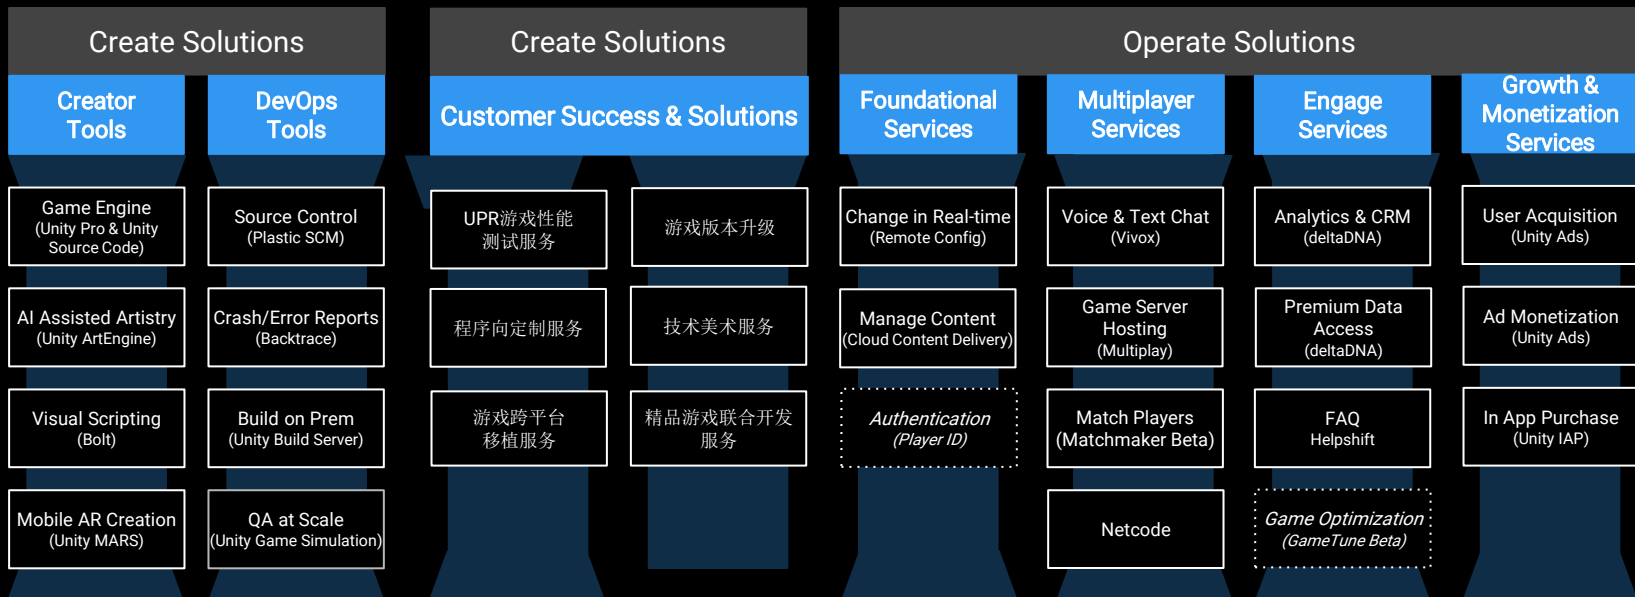 Create Solutions
Creator
Tools
DevOps
Tools
Game Engine
(Unity Pro & Unity
Source Code)
Source Control
(Plastic SCM)
AI Assisted Artistry
(Unity ArtEngine)
Crash/Error Reports
(Backtrace)
Visual Scripting
(Bolt)
Build on Prem
(Unity Build Server)
Mobile AR Creation
(Unity MARS)
QA at Scale
(Unity Game Simulation)
Create Solutions
Customer Success & Solutions
UPR游戏性能
测试服务
游戏版本升级
程序向定制服务
技术美术服务
游戏跨平台
移植服务
精品游戏联合开发
服务
Operate Solutions
Foundational
Services
Multiplayer
Services
Engage
Services
Growth &
Monetization
Services
Change in Real-time
(Remote Config)
Voice & Text Chat
(Vivox)
Analytics & CRM
(deltaDNA)
User Acquisition
(Unity Ads)
Manage Content
(Cloud Content Delivery)
Game Server
Hosting
(Multiplay)
Premium Data
Access
(deltaDNA)
Ad Monetization
(Unity Ads)
Authentication
(Player ID)
Match Players
(Matchmaker Beta)
FAQ
Helpshift
In App Purchase
(Unity IAP)
Netcode
Game Optimization
(GameTune Beta)